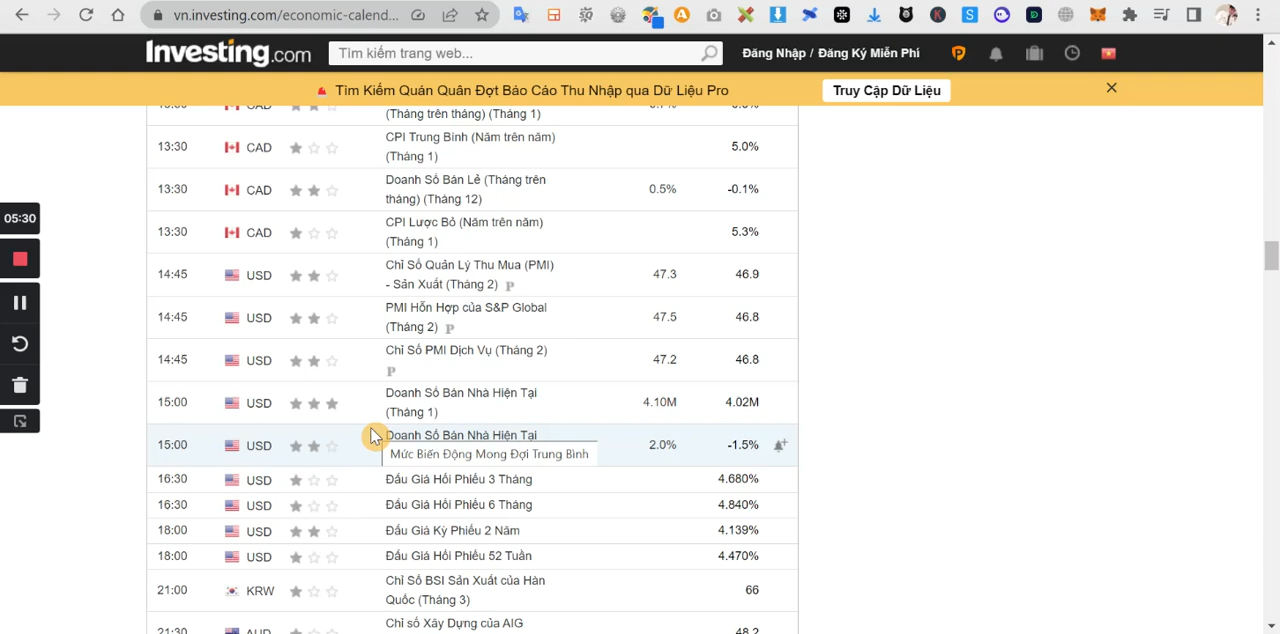 vn.investing.com/economic-calend...
Investing.com
Tìm kiếm trang web...
Đăng Nhập / Đăng Ký Miễn Phí
Tìm Kiếm Quán Quân Đợt Báo Cáo Thu Nhập qua Dữ Liệu Pro
Truy Cập Dữ Liệu
CAD
(Tháng trên tháng) (Tháng 1)
13:30 CAD CPI Trung Bình (Năm trên năm) 5.0%
(Tháng 1)
13:30 CAD Doanh Số Bán Lẻ (Tháng trên 0.5% -0.1%
tháng) (Tháng 12)
13:30 CAD CPI Lược Bỏ (Năm trên năm) 5.3%
(Tháng 1)
05:30
14:45 USD Chỉ Số Quản Lý Thu Mua (PMI) 47.3 46.9
- Sản Xuất (Tháng 2) P
14:45 USD PMI Hỗn Hợp của S&P Global 47.5 46.8
(Tháng 2) P
14:45 USD Chỉ Số PMI Dịch Vụ (Tháng 2) 47.2 46.8
P
15:00 USD Doanh Số Bán Nhà Hiện Tại 4.10M 4.02M
(Tháng 1)
15:00 USD Doanh Số Bán Nhà Hiện Tại 2.0% -1.5%
Mức Biến Động Mong Đợi Trung Bình
16:30 USD Đấu Giá Hối Phiếu 3 Tháng 4.680%
16:30 USD Đấu Giá Hối Phiếu 6 Tháng 4.840%
18:00 USD Đấu Giá Kỳ Phiếu 2 Năm 4.139%
18:00 USD Đấu Giá Hối Phiếu 52 Tuần 4.470%
21:00 KRW Chỉ Số BSI Sản Xuất của Hàn 66
Quốc (Tháng 3)
21:30 AUD Chỉ số Xây Dựng của AIG 48.2